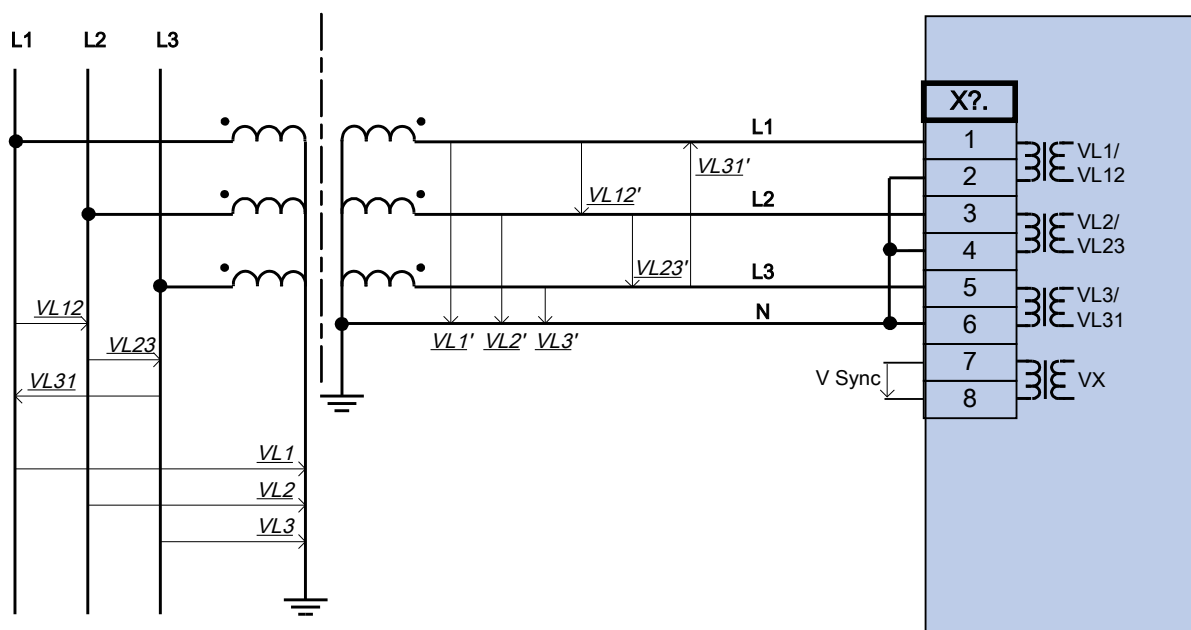 L1 L2 L3
X?.
L1
1
VL1/
VL12
VL31'
2
VL12'
L2
3
VL2/
VL23
4
VL23'
L3
5
VL3/
VL31
N
6
VL12
VL1' VL2' VL3'
VL23
7
V Sync
VX
VL31
8
VL1
VL2
VL3